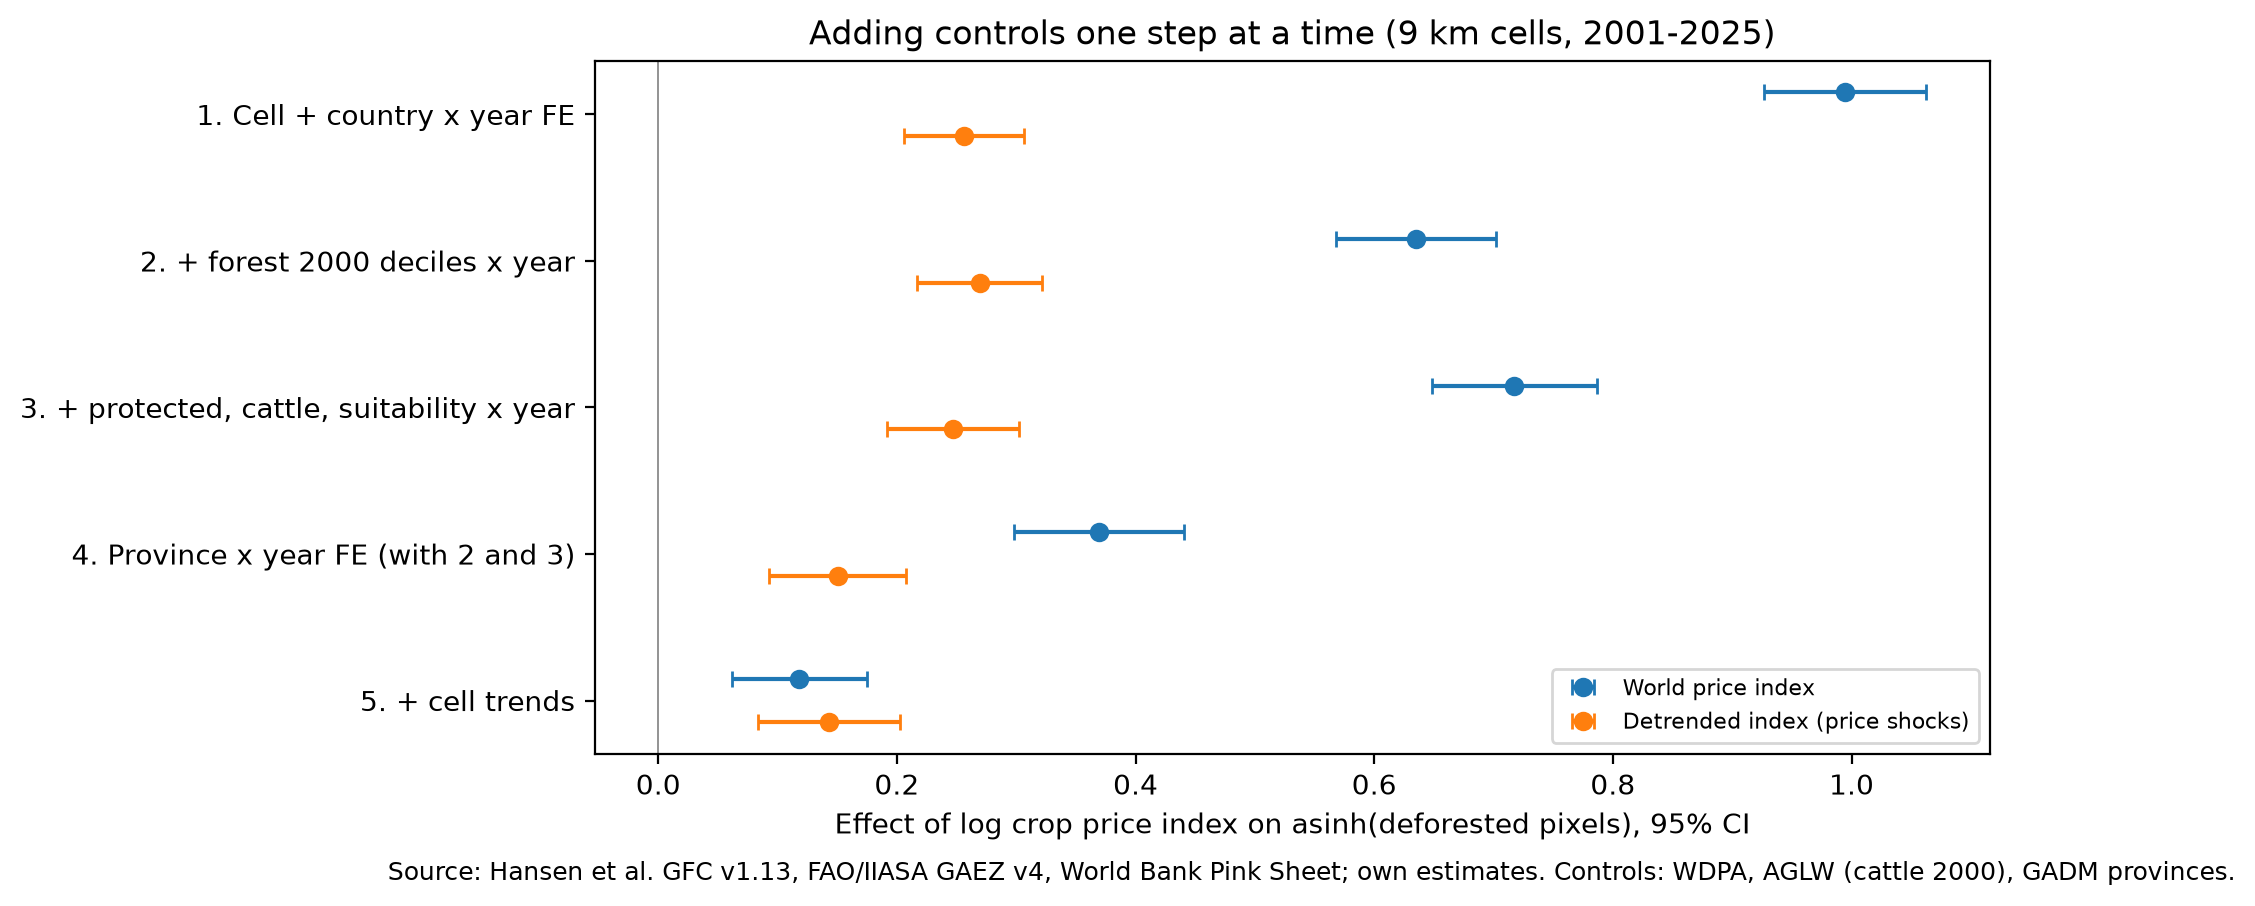 Adding controls one step at a time (9 km cells, 2001-2025)
1. Cell + country x year FE
2. + forest 2000 deciles x year
3. + protected, cattle, suitability x year
4. Province x year FE (with 2 and 3)
5. + cell trends
World price index
Detrended index (price shocks)
0.0 0.2 0.4 0.6 0.8 1.0
Effect of log crop price index on asinh(deforested pixels), 95% CI
Source: Hansen et al. GFC v1.13, FAO/IIASA GAEZ v4, World Bank Pink Sheet; own estimates. Controls: WDPA, AGLW (cattle 2000), GADM provinces.